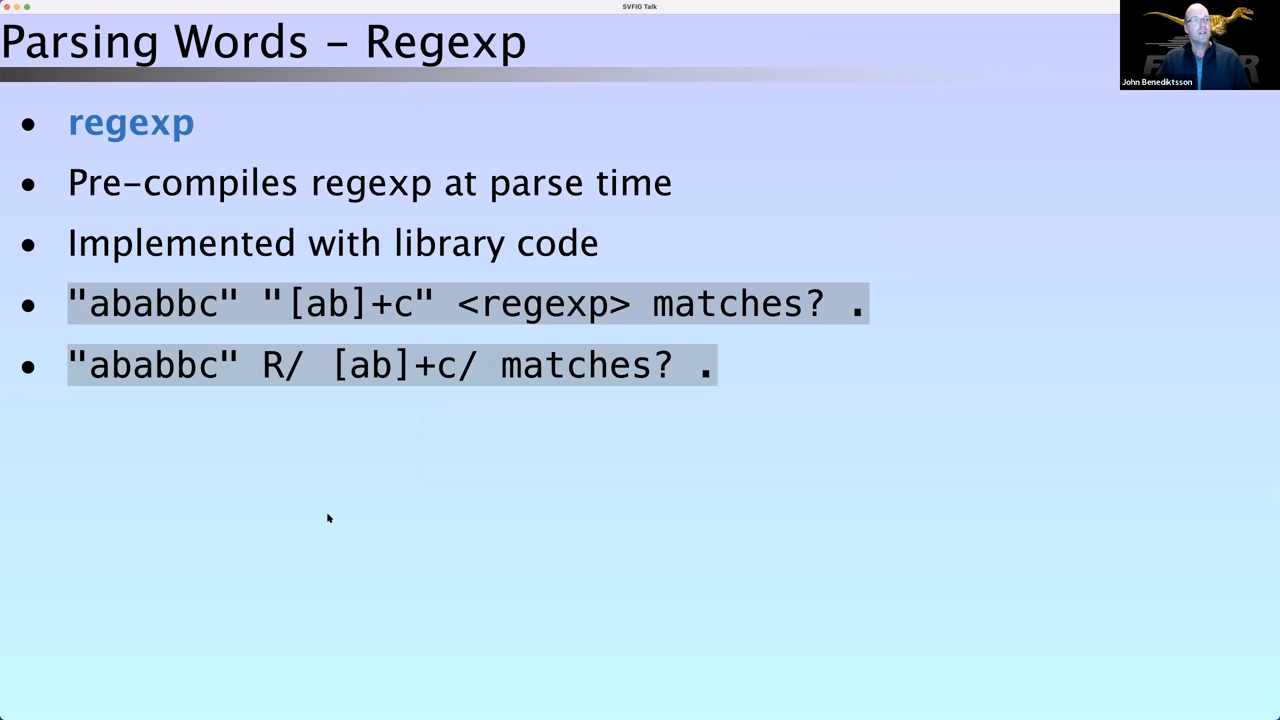 SVFIG Talk
Parsing Words – Regexp
John Benediktsson
• regexp
• Pre-compiles regexp at parse time
• Implemented with library code
• "ababbc" "[ab]+c" <regexp> matches? .
• "ababbc" R/ [ab]+c/ matches? .